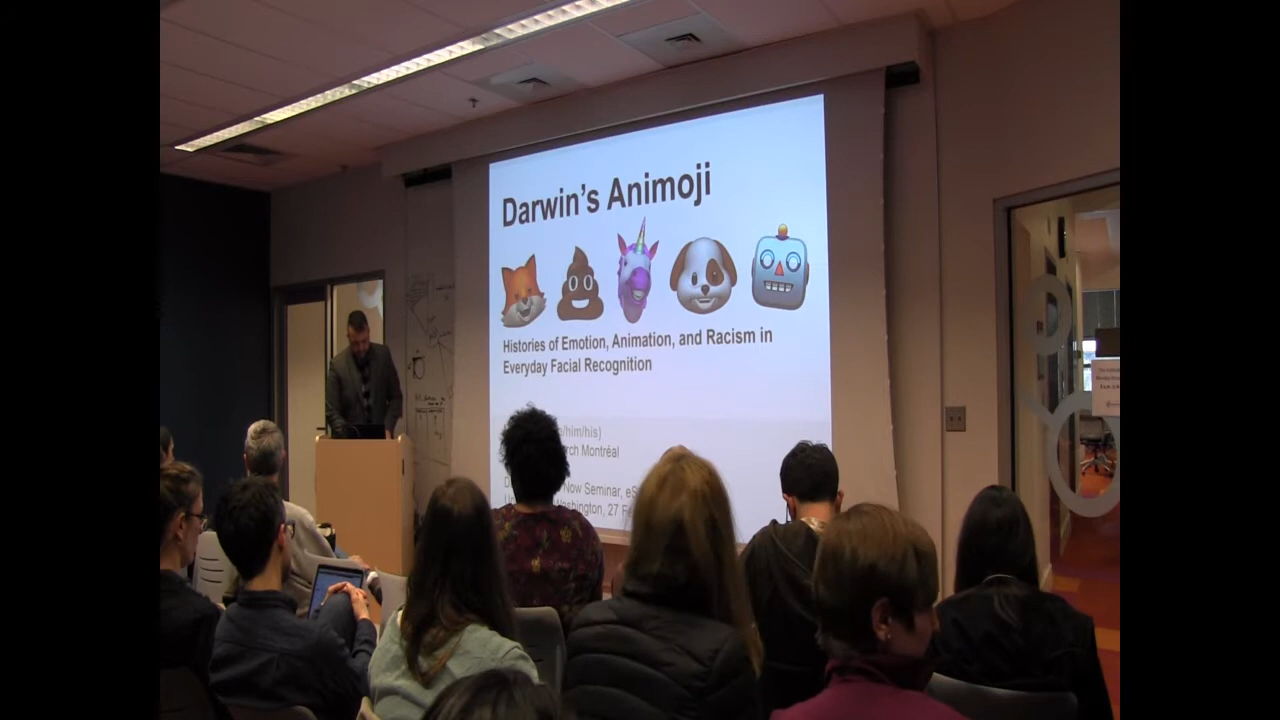 Darwin's Animoji
Histories of Emotion, Animation, and Racism in
Everyday Facial Recognition
/him/his)
rch Montréal
Now Seminar, eS
Washington, 27 Fe